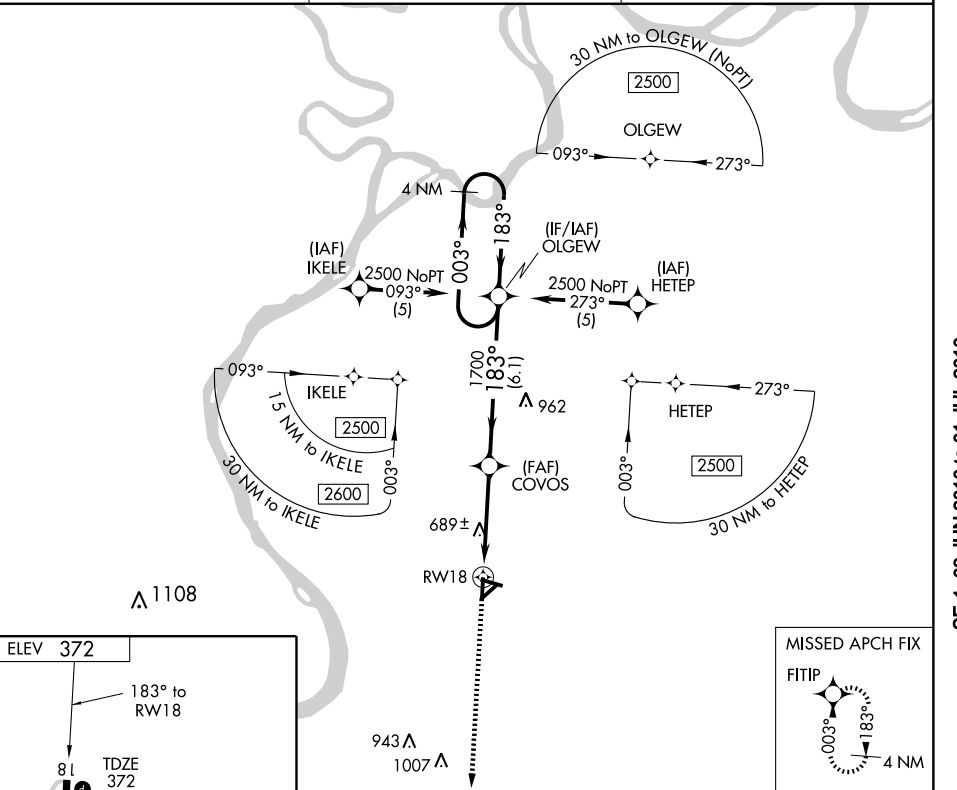 30 NM to OLGEW (NoPT)
2500
OLGEW
093°
273°
4 NM
003°
183°
(IF/IAF)
OLGEW
(IAF)
IKELE
2500 NoPT
093°
(5)
(IAF)
HETEP
2500 NoPT
273°
(5)
1700
183°
(6.1)
962
093°
IKELE
2500
15 NM to IKELE
2600
30 NM to IKELE
003°
HETEP
273°
2500
003°
30 NM to HETEP
(FAF)
COVOS
689±
RW18
1108
ELEV 372
183° to
RW18
18
TDZE
372
P
943
1007
MISSED APCH FIX
FITIP
003°
183°
4 NM